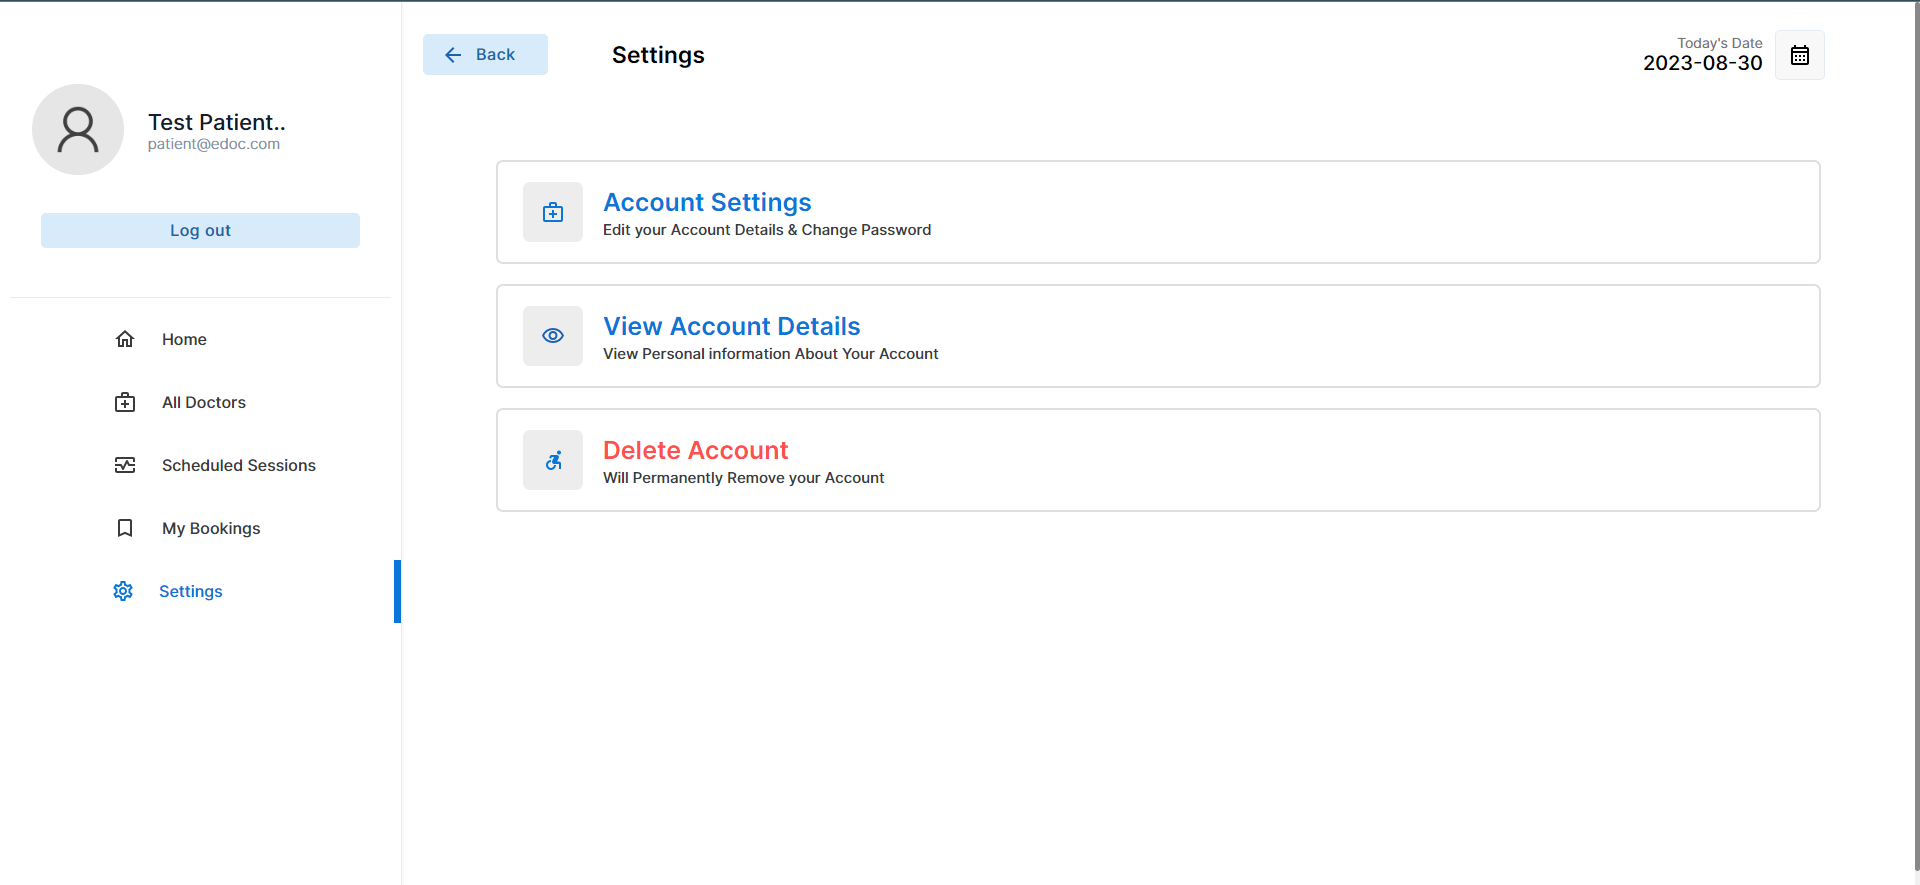 Test Patient..
patient@edoc.com
Log out
Home
All Doctors
Scheduled Sessions
My Bookings
Settings
Back
Settings
Today's Date
2023-08-30
Account Settings
Edit your Account Details & Change Password
View Account Details
View Personal information About Your Account
Delete Account
Will Permanently Remove your Account